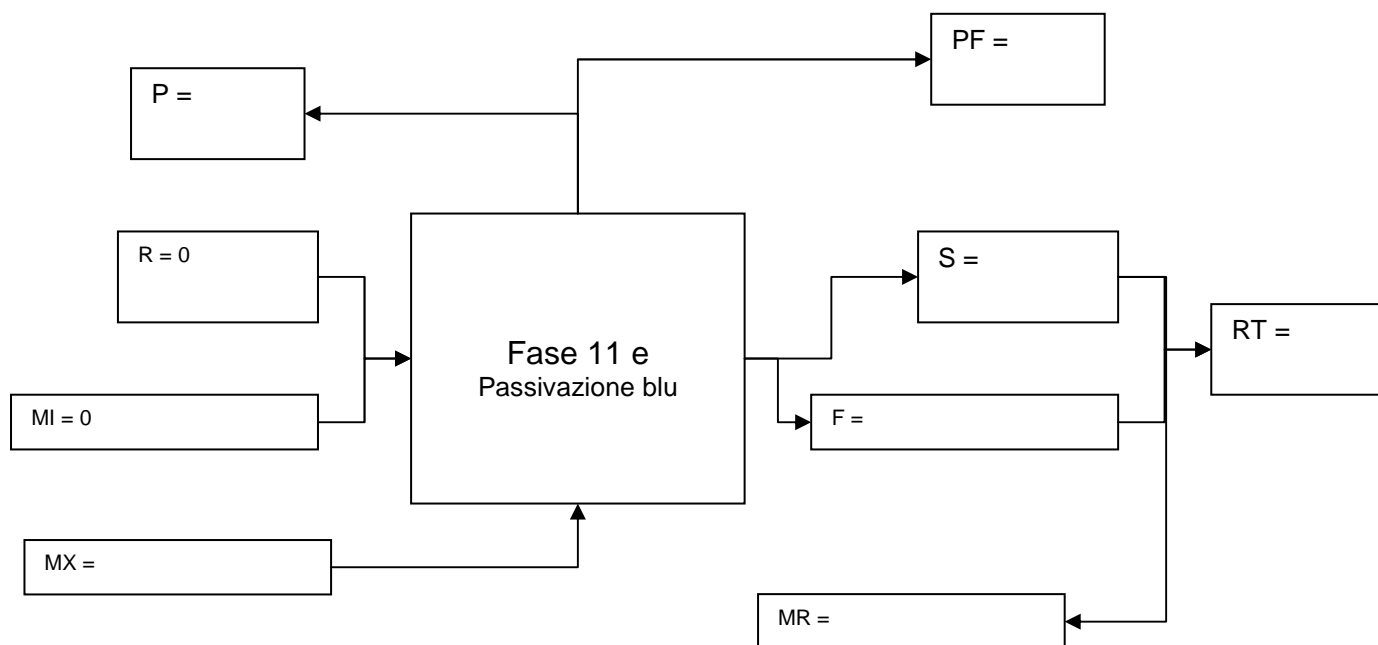 PF =
P =
R = 0
S =
RT =
Fase 11 e
Passivazione blu
MI = 0
F =
MX =
MR =